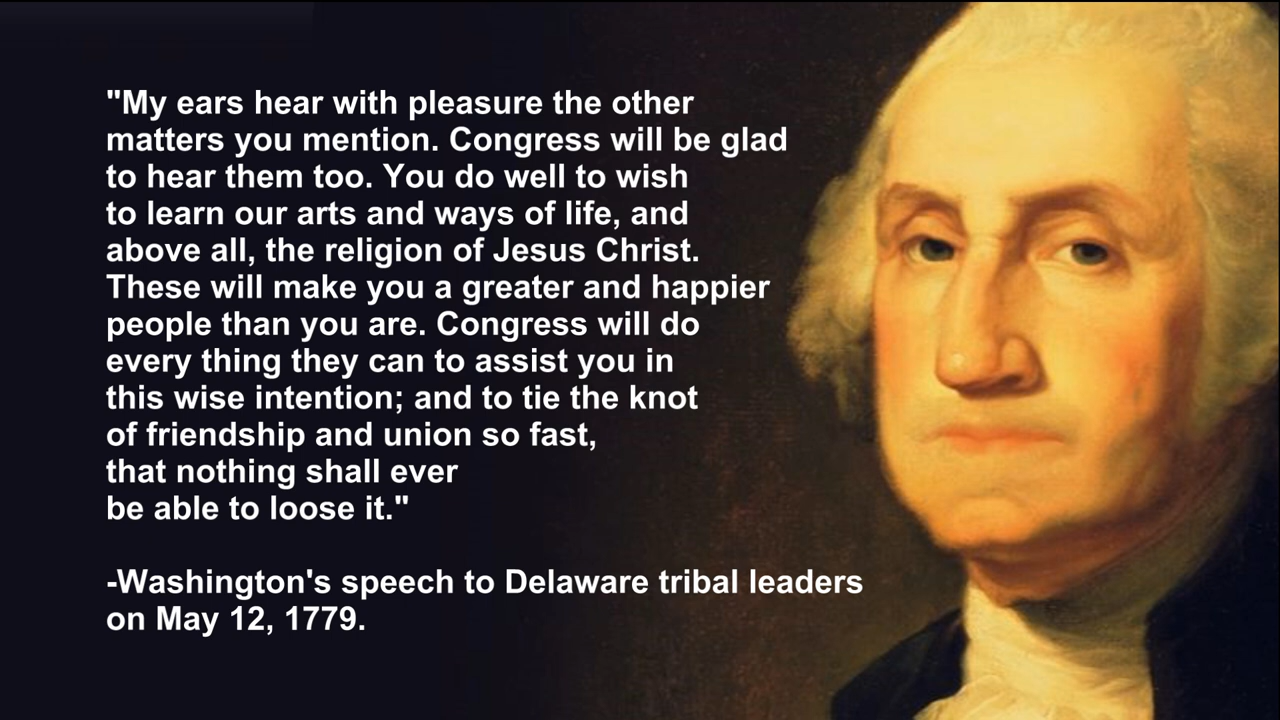 "My ears hear with pleasure the other
matters you mention. Congress will be glad
to hear them too. You do well to wish
to learn our arts and ways of life, and
above all, the religion of Jesus Christ.
These will make you a greater and happier
people than you are. Congress will do
every thing they can to assist you in
this wise intention; and to tie the knot
of friendship and union so fast,
that nothing shall ever
be able to loose it."
-Washington's speech to Delaware tribal leaders
on May 12, 1779.